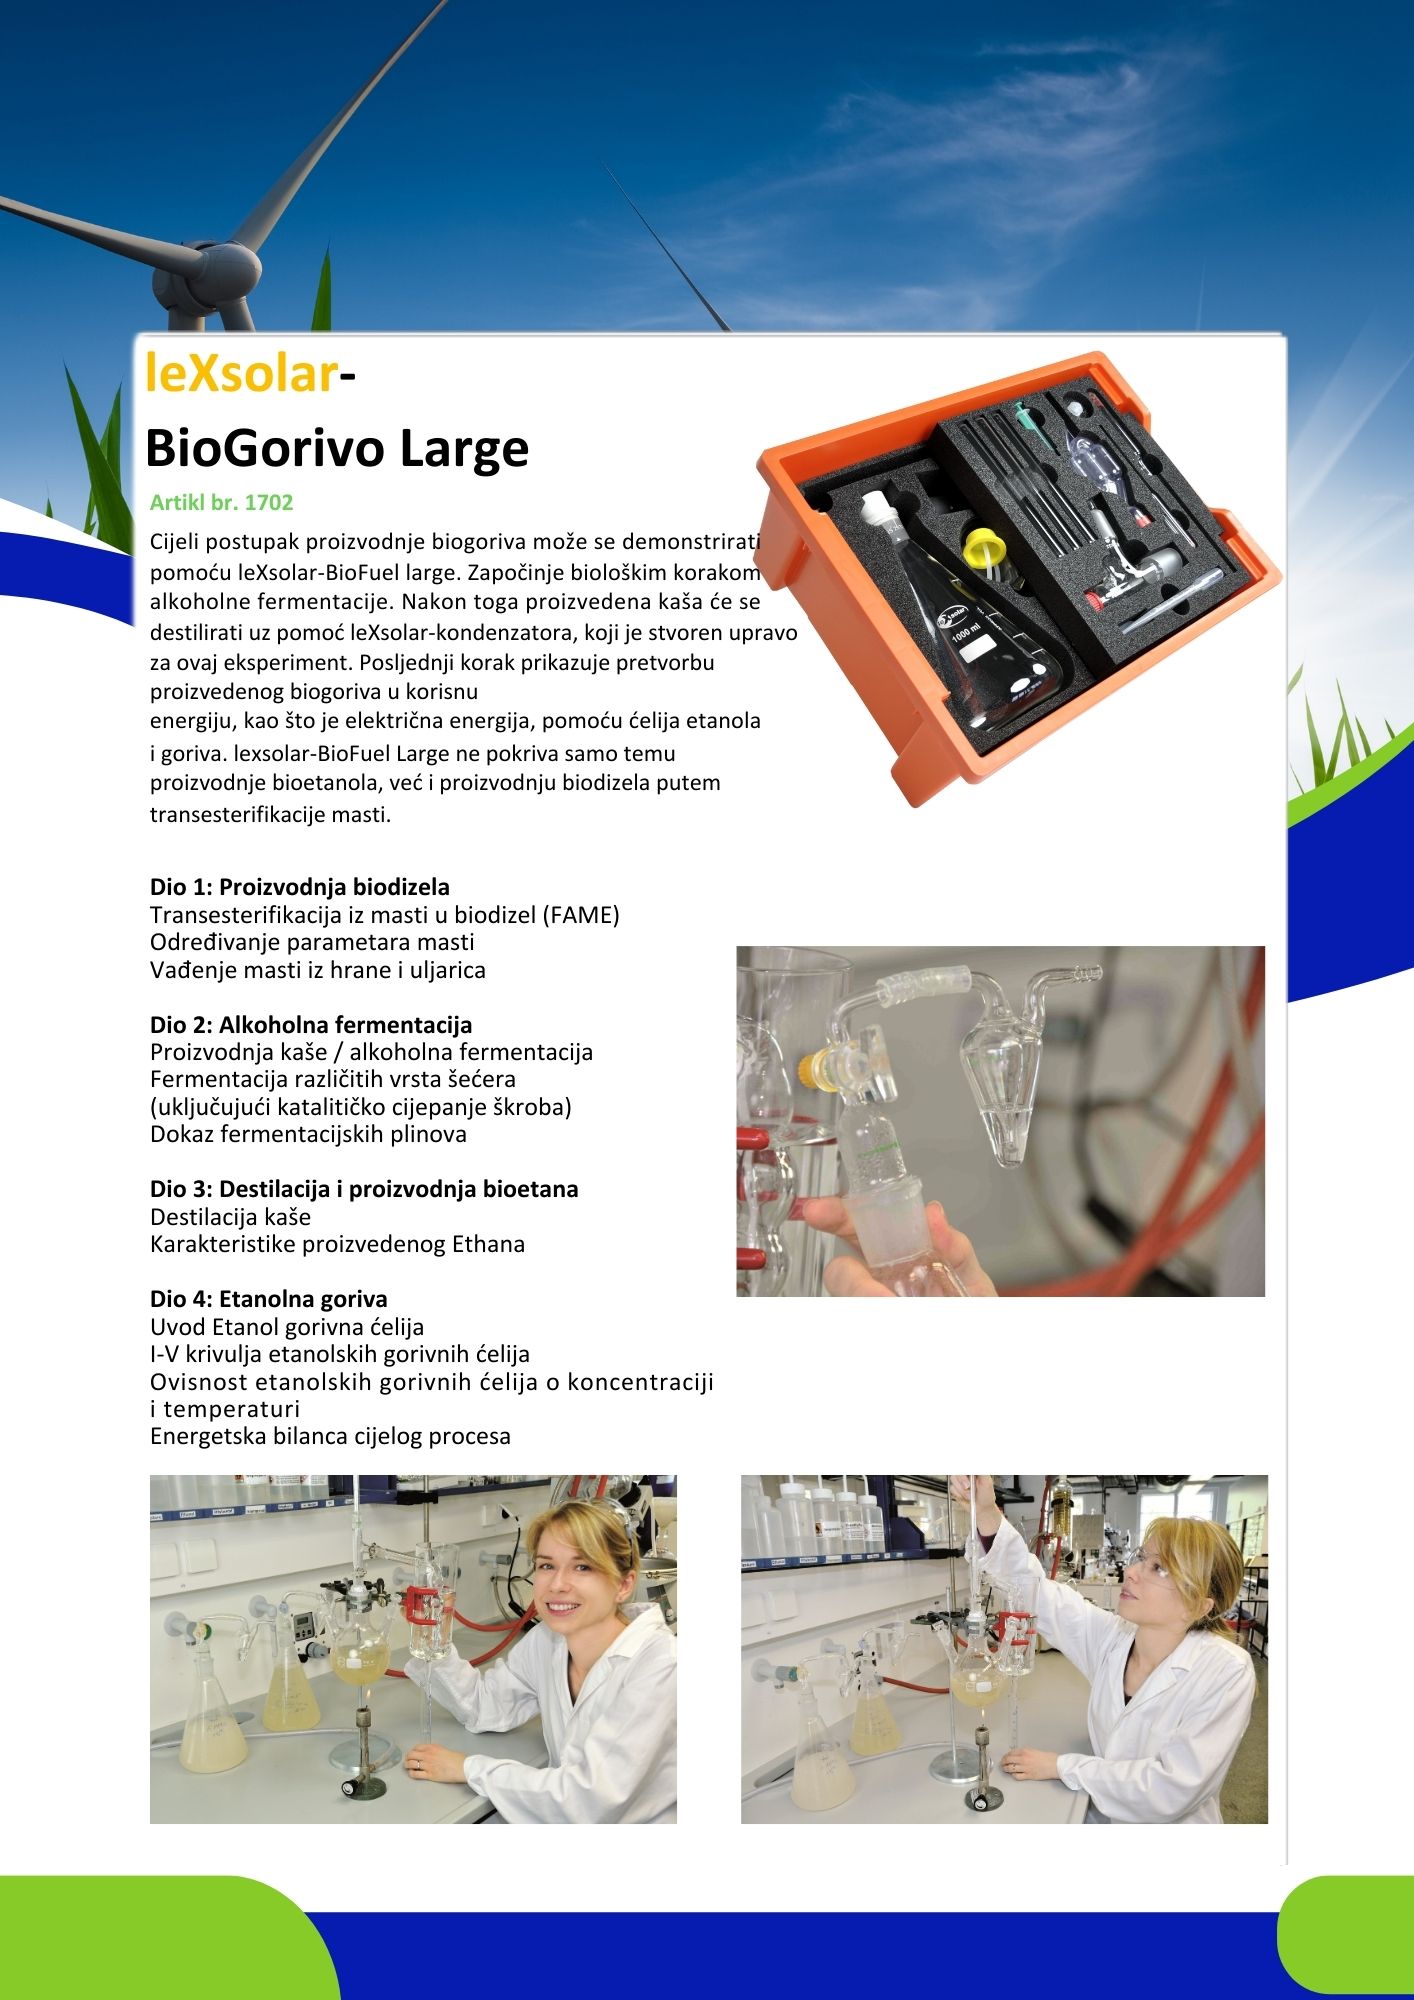 leXsolar-
BioGorivo Large
Artikl br. 1702
Cijeli postupak proizvodnje biogoriva može se demonstrirati
pomoću leXsolar-BioFuel large. Započinje biološkim korakom
alkoholne fermentacije. Nakon toga proizvedena kaša će se
destilirati uz pomoć leXsolar-kondenzatora, koji je stvoren upravo
za ovaj eksperiment. Posljednji korak prikazuje pretvorbu
proizvedenog biogoriva u korisnu
energiju, kao što je električna energija, pomoću ćelija etanola
i goriva. lexsolar-BioFuel Large ne pokriva samo temu
proizvodnje bioetanola, već i proizvodnju biodizela putem
transesterifikacije masti.
1000 ml
Dio 1: Proizvodnja biodizela
Transesterifikacija iz masti u biodizel (FAME)
Određivanje parametara masti
Vađenje masti iz hrane i uljarica
Dio 2: Alkoholna fermentacija
Proizvodnja kaše / alkoholna fermentacija
Fermentacija različitih vrsta šećera
(uključujući katalitičko cijepanje škroba)
Dokaz fermentacijskih plinova
Dio 3: Destilacija i proizvodnja bioetana
Destilacija kaše
Karakteristike proizvedenog Ethana
Dio 4: Etanolna goriva
Uvod Etanol gorivna ćelija
I-V krivulja etanolskih gorivnih ćelija
Ovisnost etanolskih gorivnih ćelija o koncentraciji
i temperaturi
Energetska bilanca cijelog procesa